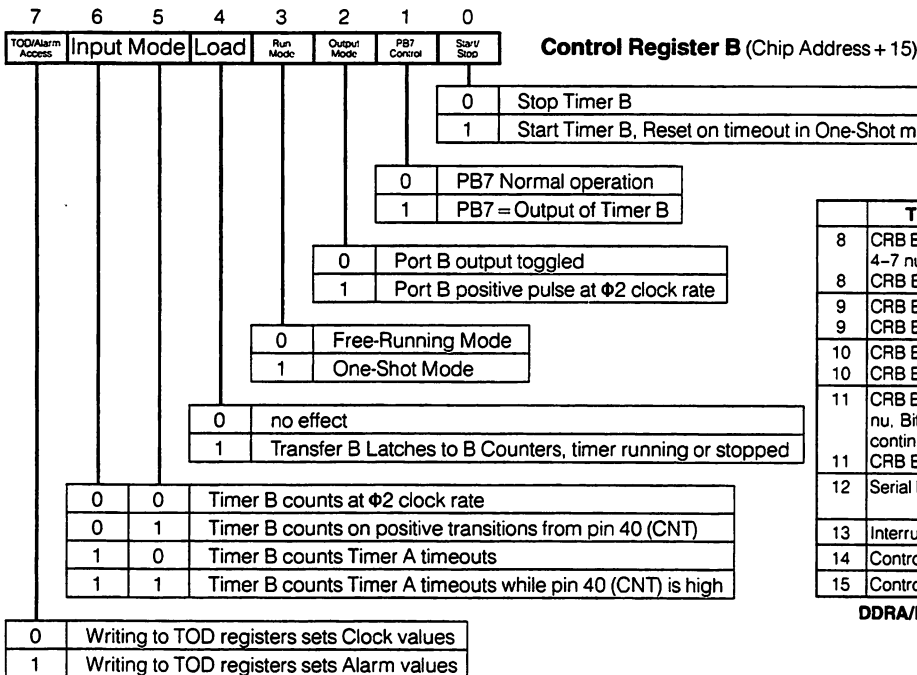 7 6 5 4 3 2 1 0
TOD/Alarm Access Input Mode Load Run Mode Output Mode PB7 Control Start/Stop
Control Register B (Chip Address + 15)
0 Stop Timer B
1 Start Timer B, Reset on timeout in One-Shot m
0 PB7 Normal operation
1 PB7 = Output of Timer B
0 Port B output toggled
1 Port B positive pulse at Φ2 clock rate
0 Free-Running Mode
1 One-Shot Mode
0 no effect
1 Transfer B Latches to B Counters, timer running or stopped
0 0 Timer B counts at Φ2 clock rate
0 1 Timer B counts on positive transitions from pin 40 (CNT)
1 0 Timer B counts Timer A timeouts
1 1 Timer B counts Timer A timeouts while pin 40 (CNT) is high
0 Writing to TOD registers sets Clock values
1 Writing to TOD registers sets Alarm values
T
8 CRB B
4–7 nu
8 CRB B
9 CRB B
9 CRB B
10 CRB B
10 CRB B
11 CRB B
nu, Bit
contin
11 CRB B
12 Serial
13 Interru
14 Contro
15 Contro
DDRA/